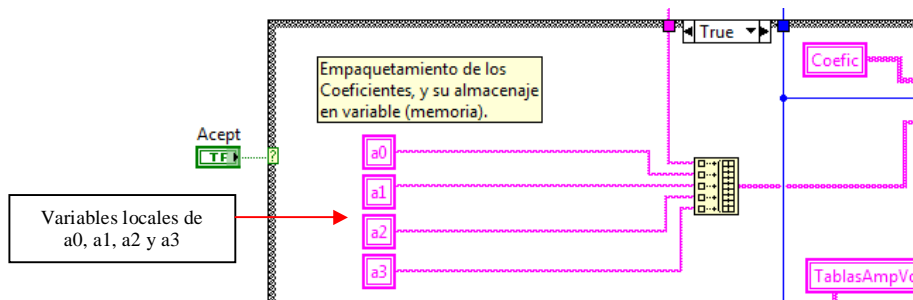 True
Coefic
Empaquetamiento de los
Coeficientes, y su almacenaje
en variable (memoria).
Acept
TF
?
a0
a1
a2
a3
Variables locales de
a0, a1, a2 y a3